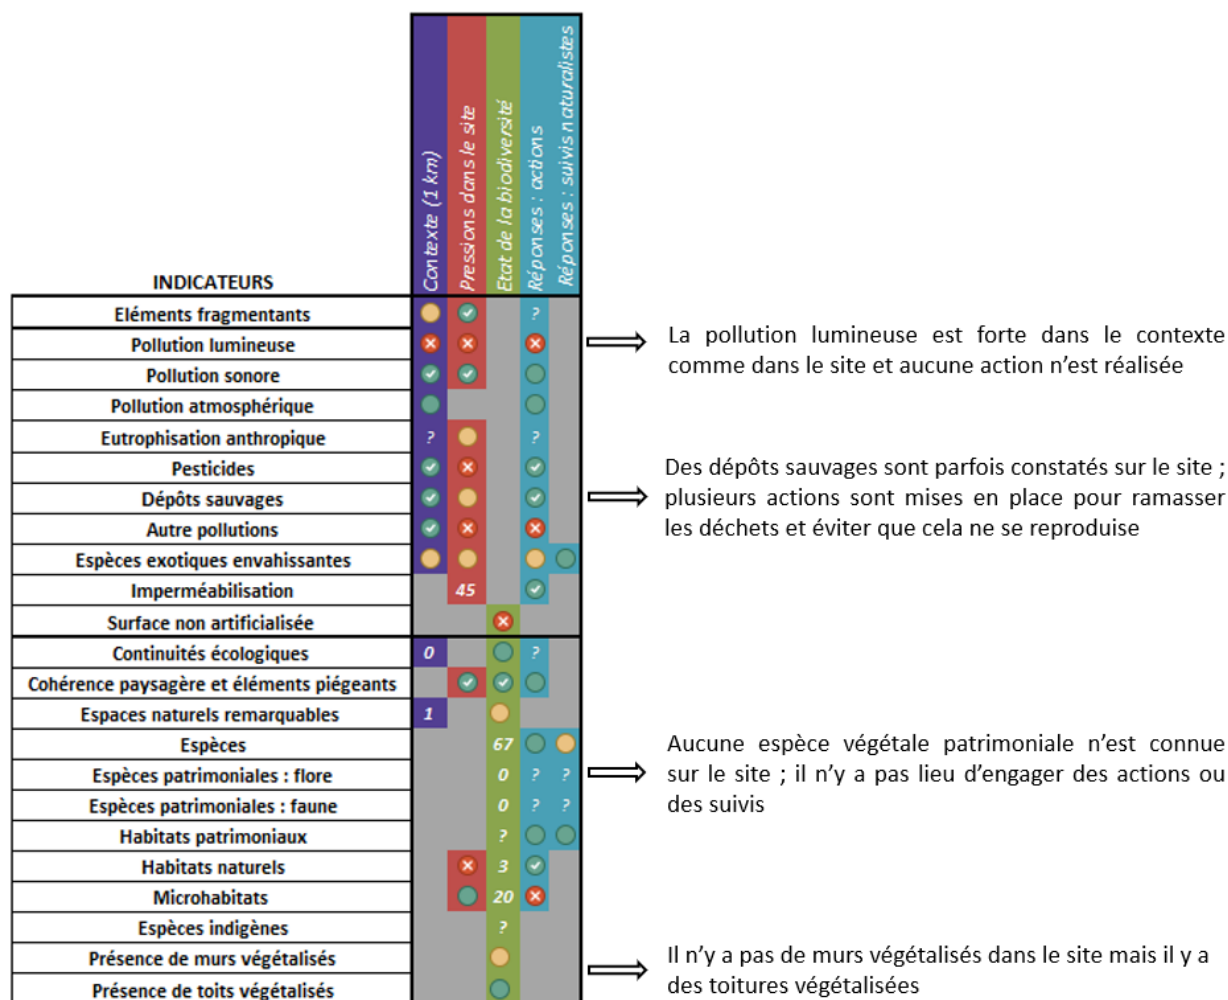 Contexte (1 km)
Pressions dans le site
Etat de la biodiversité
Réponses : actions
Réponses : suivis naturalistes
INDICATEURS
Eléments fragmentants ?
Pollution lumineuse
Pollution sonore
Pollution atmosphérique
Eutrophisation anthropique ? ?
Pesticides
Dépôts sauvages
Autre pollutions
Espèces exotiques envahissantes
Imperméabilisation 45
Surface non artificialisée
Continuités écologiques 0 ?
Cohérence paysagère et éléments piégeants
Espaces naturels remarquables 1
Espèces 67
Espèces patrimoniales : flore 0 ? ?
Espèces patrimoniales : faune 0 ? ?
Habitats patrimoniaux ?
Habitats naturels 3
Microhabitats 20
Espèces indigènes ?
Présence de murs végétalisés
Présence de toits végétalisés
La pollution lumineuse est forte dans le contexte
comme dans le site et aucune action n'est réalisée
Des dépôts sauvages sont parfois constatés sur le site ;
plusieurs actions sont mises en place pour ramasser
les déchets et éviter que cela ne se reproduise
Aucune espèce végétale patrimoniale n'est connue
sur le site ; il n'y a pas lieu d'engager des actions ou
des suivis
Il n'y a pas de murs végétalisés dans le site mais il y a
des toitures végétalisées